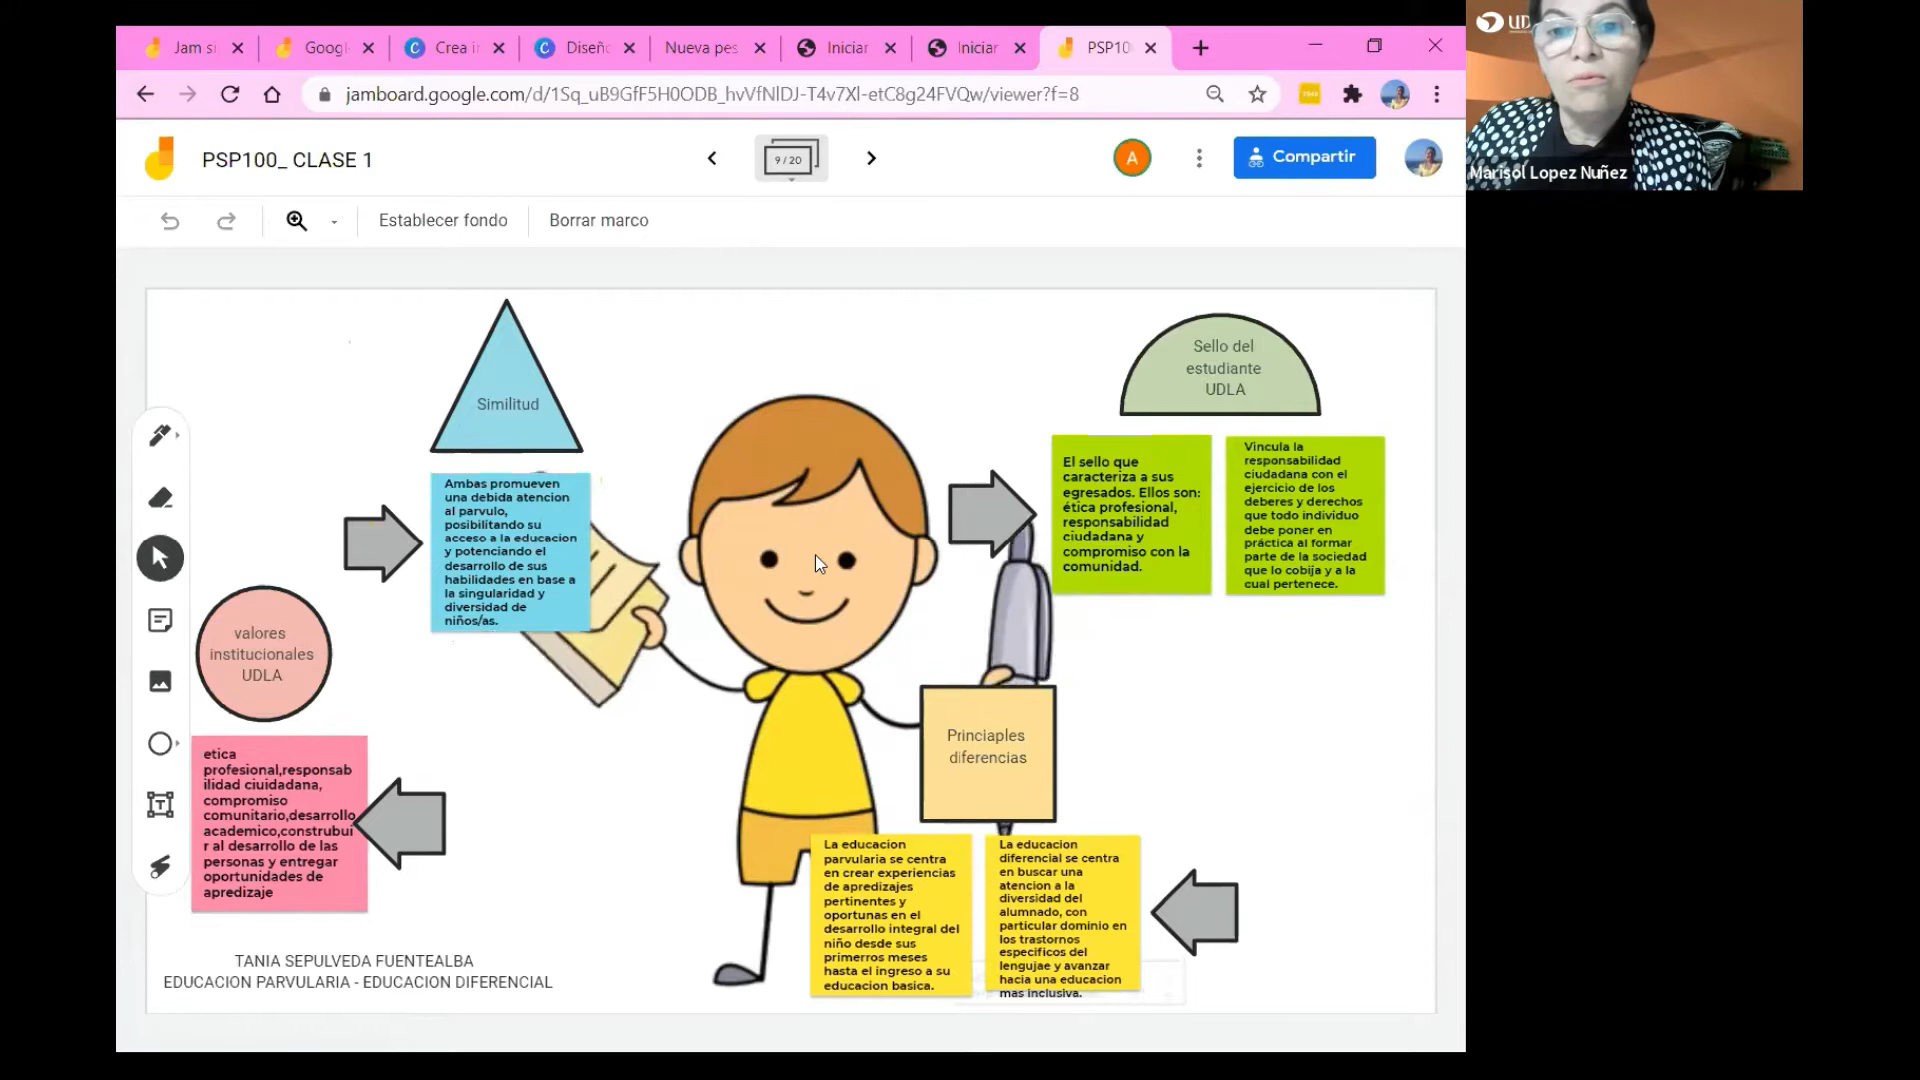 Jam s
Googl
Crea i
Diseñ
Nueva pes
Iniciar
Iniciar
PSP10
UD
jamboard.google.com/d/1Sq_uB9GfF5H0ODB_hvVfNlDJ-T4v7Xl-etC8g24FVQw/viewer?f=8
PSP100_ CLASE 1
9 / 20
A
Compartir
Marisol Lopez Nuñez
Establecer fondo
Borrar marco
Similitud
Ambas promueven
una debida atencion
al parvulo,
posibilitando su
acceso a la educacion
y potenciando el
desarrollo de sus
habilidades en base a
la singularidad y
diversidad de
niños/as.
Sello del
estudiante
UDLA
El sello que
caracteriza a sus
egresados. Ellos son:
ética profesional,
responsabilidad
ciudadana y
compromiso con la
comunidad.
Vincula la
responsabilidad
ciudadana con el
ejercicio de los
deberes y derechos
que todo individuo
debe poner en
práctica al formar
parte de la sociedad
que lo cobija y a la
cual pertenece.
valores
institucionales
UDLA
etica
profesional,responsab
ilidad ciuidadana,
compromiso
comunitario,desarrollo
academico,construbui
r al desarrollo de las
personas y entregar
oportunidades de
apredizaje
Princiaples
diferencias
La educacion
parvularia se centra
en crear experiencias
de apredizajes
pertinentes y
oportunas en el
desarrollo integral del
niño desde sus
primerros meses
hasta el ingreso a su
educacion basica.
La educacion
diferencial se centra
en buscar una
atencion a la
diversidad del
alumnado, con
particular dominio en
los trastornos
especificos del
lengujae y avanzar
hacia una educacion
mas inclusiva.
TANIA SEPULVEDA FUENTEALBA
EDUCACION PARVULARIA - EDUCACION DIFERENCIAL